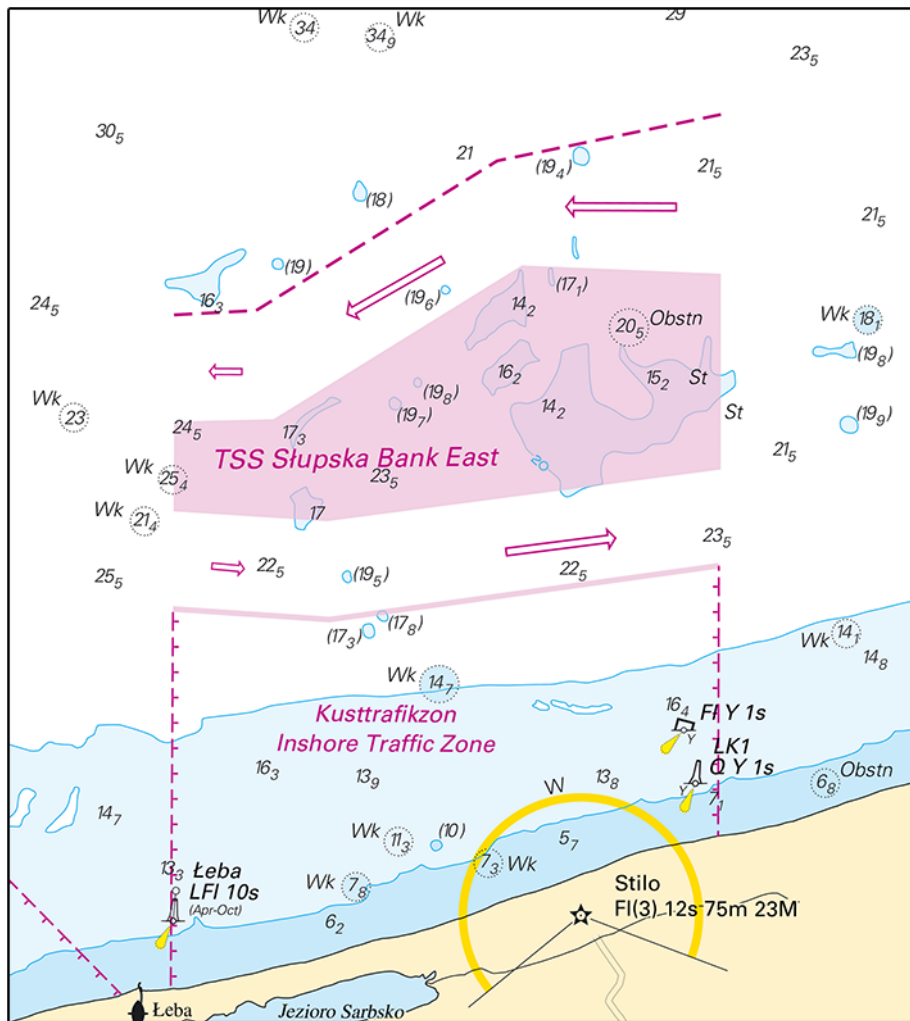 Wk 34 Wk 34₉ 29
23₅
30₅
21 (19₄) 21₅
(18) 21₅
(19) (19₆) (17₁)
24₅ 16₃ 14₂ 20₅ Obstn Wk 18₁
16₂ 15₂ St (19₈)
Wk 23 (19₈)
(19₇) 14₂ St (19₉)
24₅ 17₃
TSS Słupska Bank East 21₅
Wk 25₄ 23₅ 20
Wk 21₄ 17
23₅
25₅ 22₅ (19₅) 22₅
(17₃) (17₈)
Wk 14₁
Wk 14₇ 14₈
Kusttrafikzon
Inshore Traffic Zone
16₄ Fl Y 1s
Y
LK1
Q Y 1s
Y 7₁
16₃ 13₉ W 13₈ 6₈ Obstn
14₇
Wk 11₃ (10) 5₇
13₃ Łeba
LFl 10s
(Apr-Oct)
Wk 7₈ 7₃ Wk
6₂
Stilo
Fl(3) 12s 75m 23M
Łeba Jezioro Sarbsko